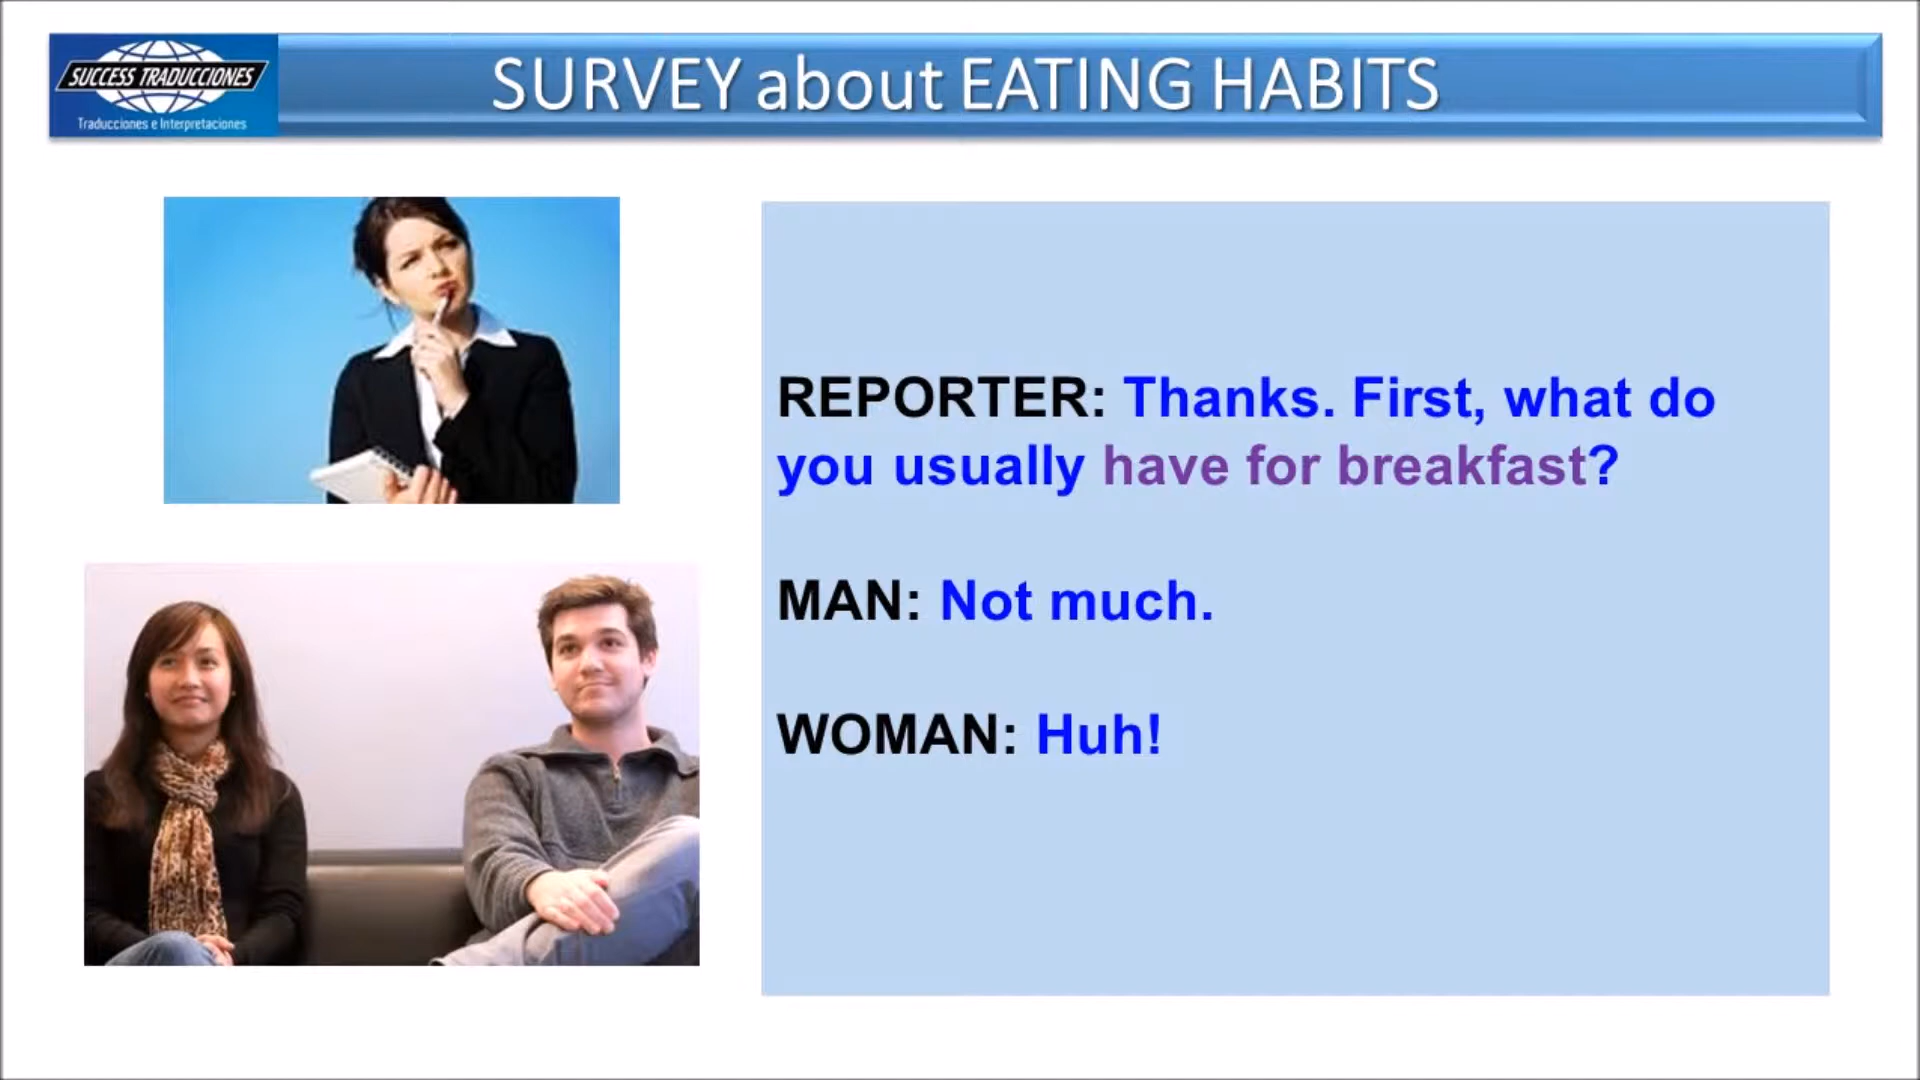 SUCCESS TRADUCCIONES
Traducciones e Interpretaciones
SURVEY about EATING HABITS
REPORTER: Thanks. First, what do
you usually have for breakfast?
MAN: Not much.
WOMAN: Huh!